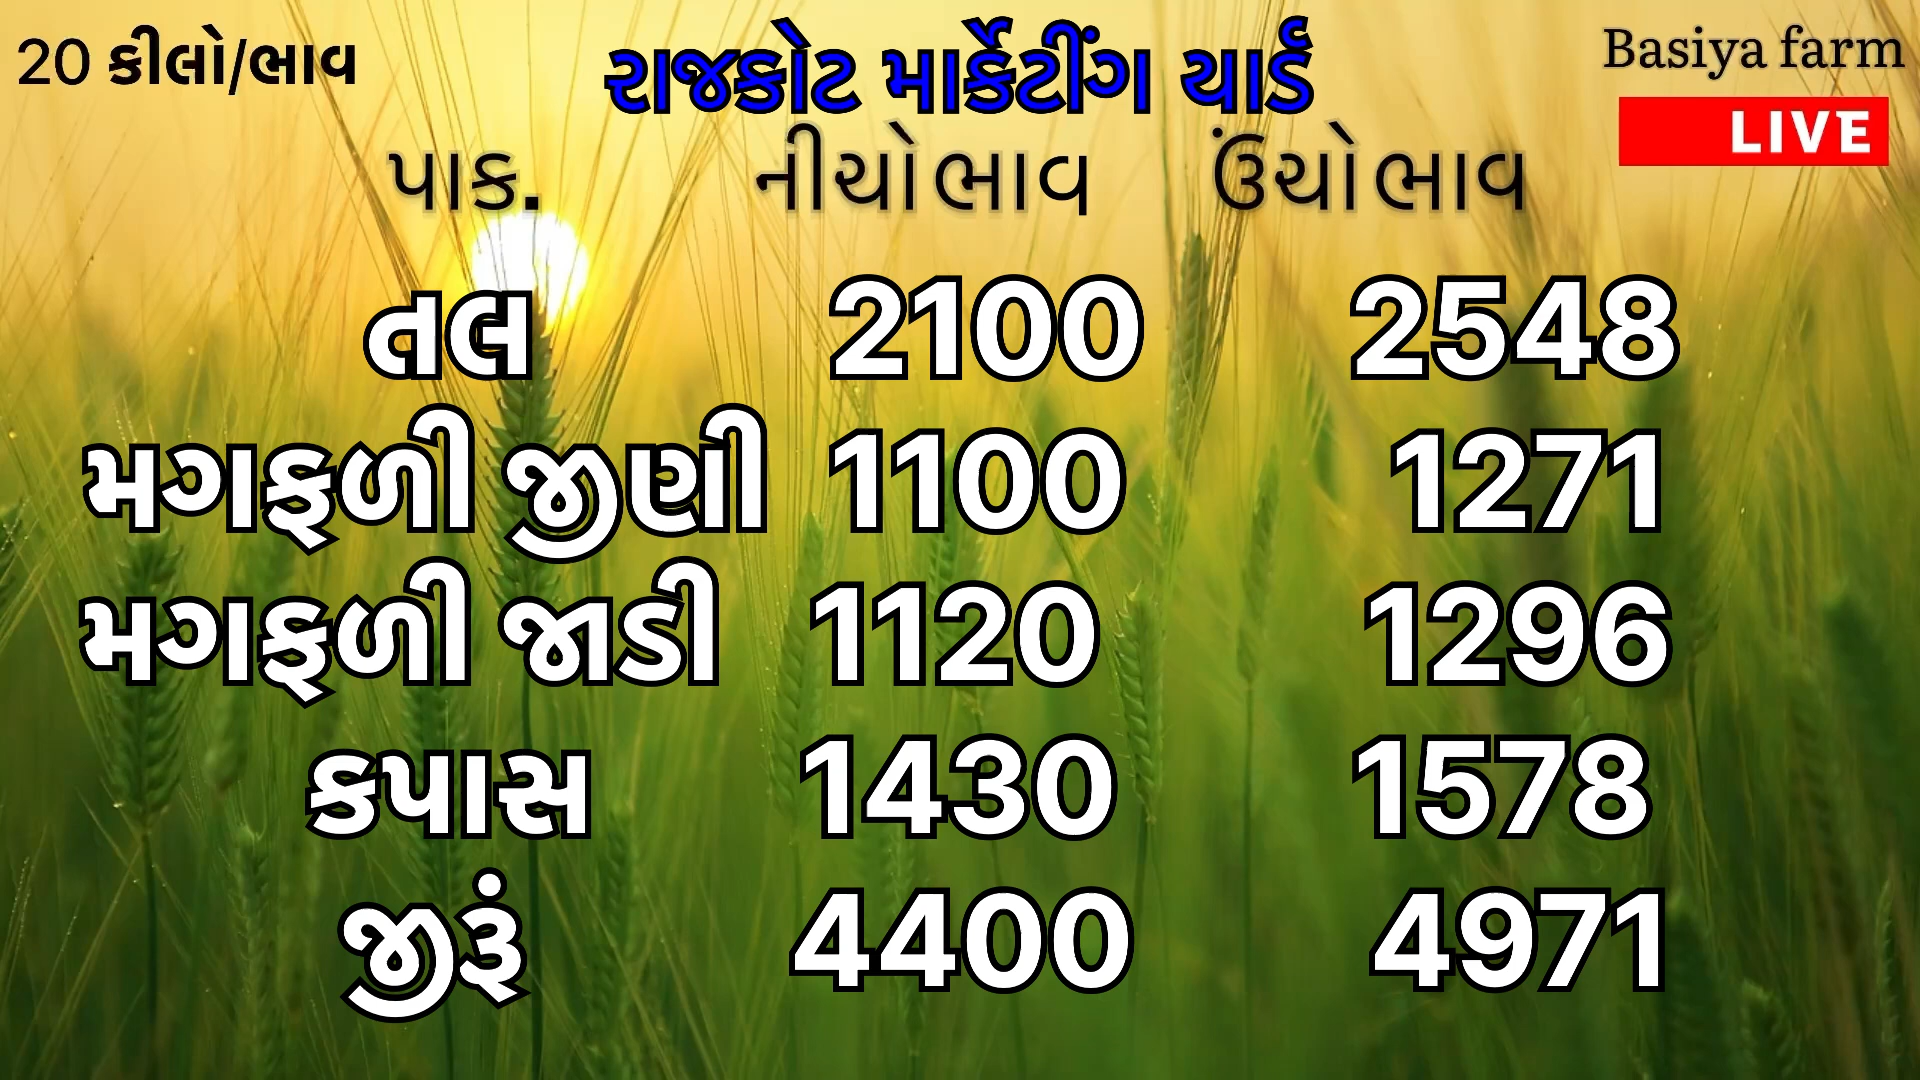 20 કીલો/ભાવ
રાજકોટ માર્કેટીંગ યાર્ડ
Basiya farm
LIVE
પાક. નીચો ભાવ ઉંચો ભાવ
તલ 2100 2548
મગફળી જીણી 1100 1271
મગફળી જાડી 1120 1296
કપાસ 1430 1578
જીરૂં 4400 4971